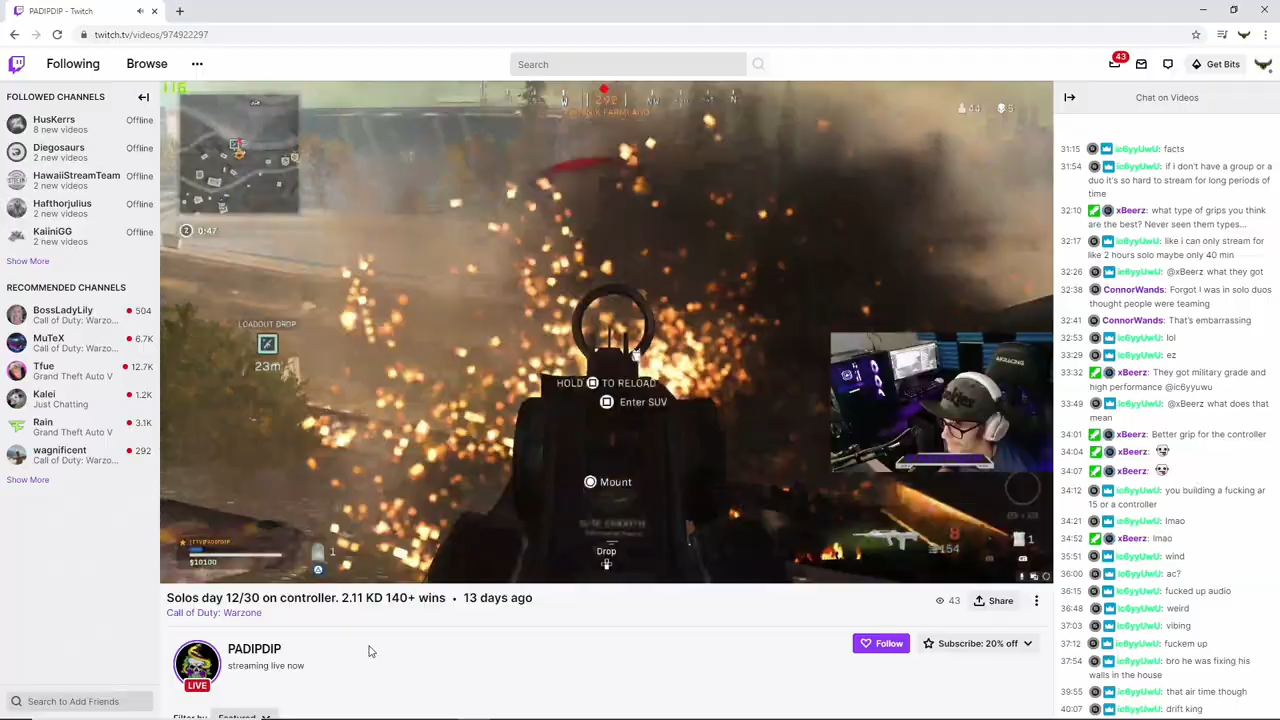 PADIPDIP - Twitch
twitch.tv/videos/974922297
Following
Browse
Search
43
Get Bits
FOLLOWED CHANNELS
HusKerrs
Offline
8 new videos
Diegosaurs
Offline
2 new videos
HawaiiStreamTeam
Offline
2 new videos
Hafthorjulius
Offline
2 new videos
KaiiniGG
Offline
2 new videos
Show More
RECOMMENDED CHANNELS
BossLadyLily
504
Call of Duty: Warzo...
MuTeX
6.7K
Call of Duty: Warzo...
Tfue
12.7K
Grand Theft Auto V
Kalei
1.2K
Just Chatting
Rain
3.1K
Grand Theft Auto V
wagnificent
292
Call of Duty: Warzo...
Show More
Search to Add Friends
116
W 292 NW N
44
5
0:47
LOADOUT DROP
23m
HOLD TO RELOAD
Enter SUV
Mount
Drop
$10100
1
8
154
1
AKRACING
Solos day 12/30 on controller. 2.11 KD 140+ wins • 13 days ago
Call of Duty: Warzone
43
Share
PADIPDIP
streaming live now
LIVE
Follow
Subscribe: 20% off
Filter by
Featured
Chat on Videos
31:15 ic6yyUwU: facts
31:54 ic6yyUwU: if i don't have a group or
duo it's so hard to stream for long periods of
time
32:10 xBeerz: what type of grips you think
are the best? Never seen them types...
32:17 ic6yyUwU: like i can only stream for
like 2 hours solo maybe only 40 min
32:26 ic6yyUwU: @xBeerz what they got
32:38 ConnorWands: Forgot I was in solo duos
thought people were teaming
32:41 ConnorWands: That's embarrassing
32:53 ic6yyUwU: lol
33:29 ic6yyUwU: ez
33:32 xBeerz: They got military grade and
high performance @ic6yyuwu
33:49 ic6yyUwU: @xBeerz what does that
mean
34:01 xBeerz: Better grip for the controller
34:04 xBeerz:
34:07 xBeerz:
34:12 ic6yyUwU: you building a fucking ar
15 or a controller
34:21 ic6yyUwU: lmao
34:52 xBeerz: lmao
35:51 ic6yyUwU: wind
36:00 ic6yyUwU: ac?
36:15 ic6yyUwU: fucked up audio
36:48 ic6yyUwU: weird
37:03 ic6yyUwU: vibing
37:12 ic6yyUwU: fuckem up
37:54 ic6yyUwU: bro he was fixing his
walls in the house
39:55 ic6yyUwU: that air time though
40:07 ic6yyUwU: drift king